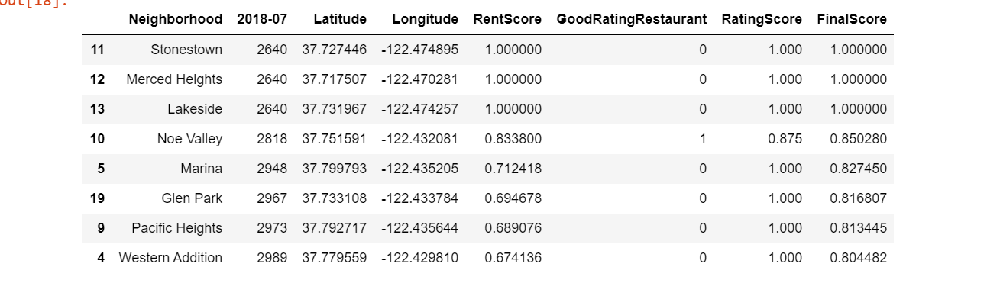 out[18]:
Neighborhood 2018-07 Latitude Longitude RentScore GoodRatingRestaurant RatingScore FinalScore
11 Stonestown 2640 37.727446 -122.474895 1.000000 0 1.000 1.000000
12 Merced Heights 2640 37.717507 -122.470281 1.000000 0 1.000 1.000000
13 Lakeside 2640 37.731967 -122.474257 1.000000 0 1.000 1.000000
10 Noe Valley 2818 37.751591 -122.432081 0.833800 1 0.875 0.850280
5 Marina 2948 37.799793 -122.435205 0.712418 0 1.000 0.827450
19 Glen Park 2967 37.733108 -122.433784 0.694678 0 1.000 0.816807
9 Pacific Heights 2973 37.792717 -122.435644 0.689076 0 1.000 0.813445
4 Western Addition 2989 37.779559 -122.429810 0.674136 0 1.000 0.804482